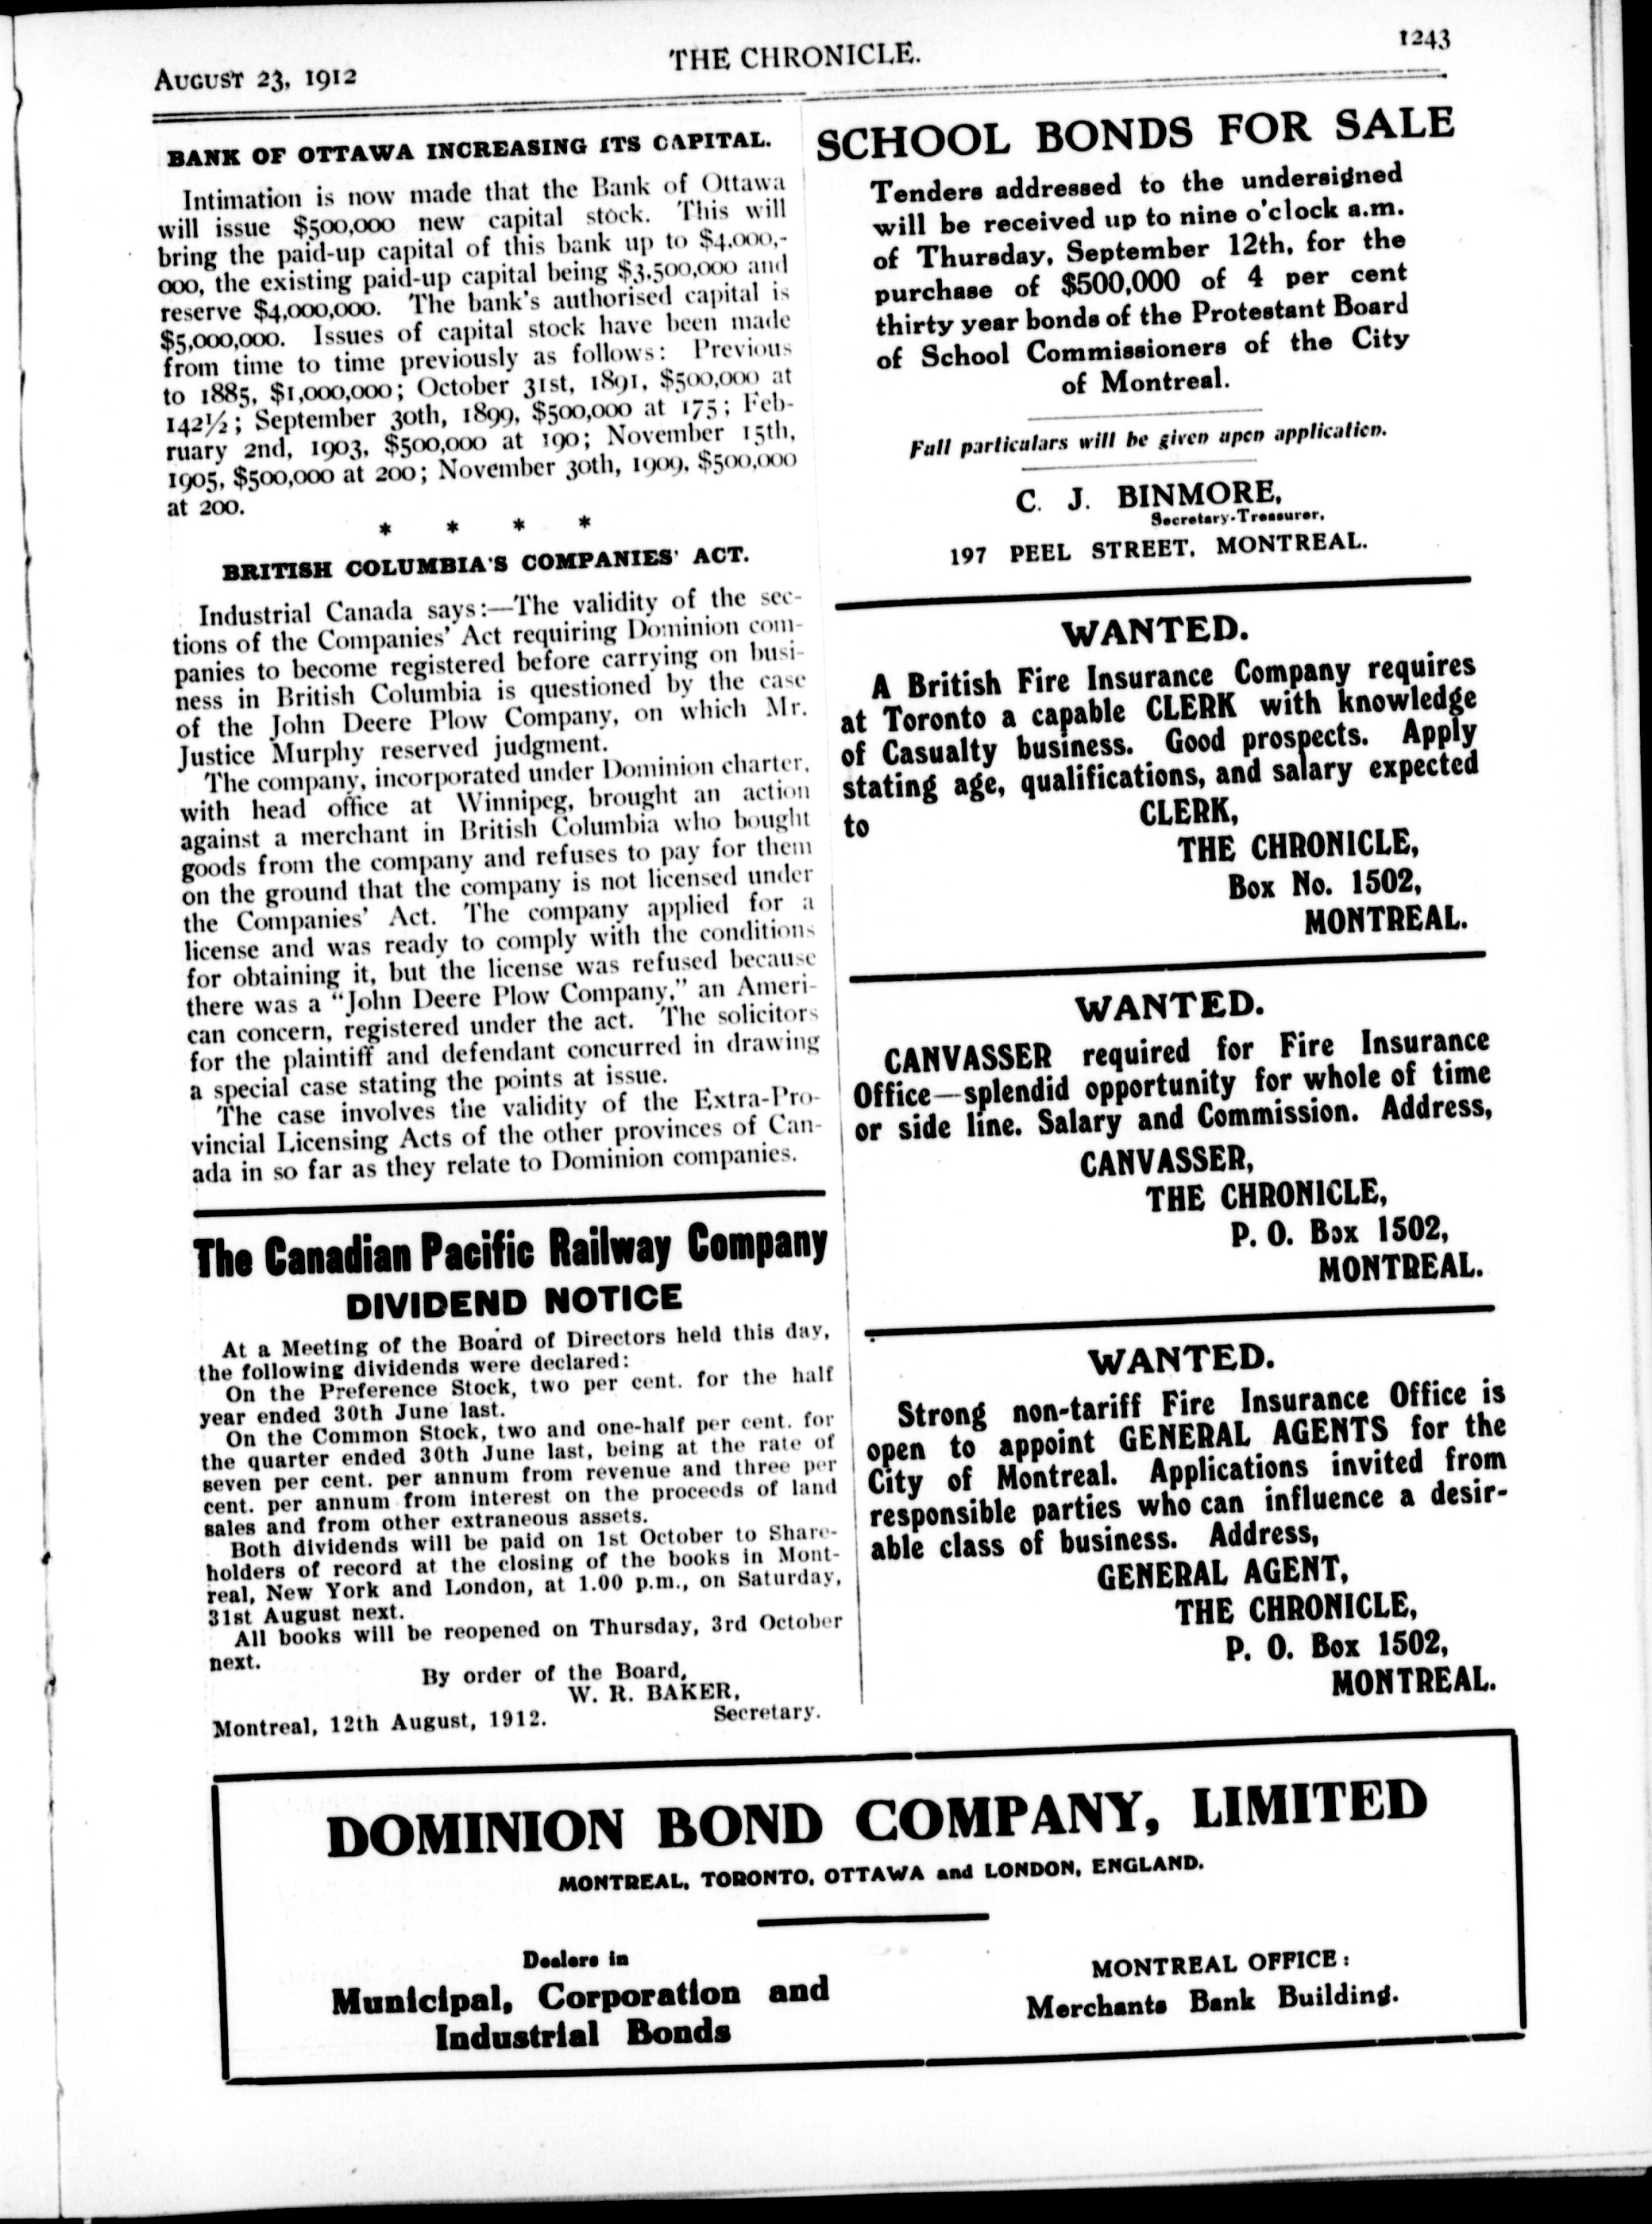 AUGUST 23, 1912
THE CHRONICLE.
1243
BANK OF OTTAWA INCREASING ITS CAPITAL.
Intimation is now made that the Bank of Ottawa
will issue $500,000 new capital stock. This will
bring the paid-up capital of this bank up to $4,000,-
000, the existing paid-up capital being $3,500,000 and
reserve $4,000,000. The bank's authorised capital is
$5,000,000. Issues of capital stock have been made
from time to time previously as follows: Previous
to 1885, $1,000,000; October 31st, 1891, $500,000 at
142½; September 30th, 1899, $500,000 at 175; Feb-
ruary 2nd, 1903, $500,000 at 190; November 15th,
1905, $500,000 at 200; November 30th, 1909, $500,000
at 200.
* * * *
BRITISH COLUMBIA'S COMPANIES' ACT.
Industrial Canada says:—The validity of the sec-
tions of the Companies' Act requiring Dominion com-
panies to become registered before carrying on busi-
ness in British Columbia is questioned by the case
of the John Deere Plow Company, on which Mr.
Justice Murphy reserved judgment.
The company, incorporated under Dominion charter,
with head office at Winnipeg, brought an action
against a merchant in British Columbia who bought
goods from the company and refuses to pay for them
on the ground that the company is not licensed under
the Companies' Act. The company applied for a
license and was ready to comply with the conditions
for obtaining it, but the license was refused because
there was a "John Deere Plow Company," an Ameri-
can concern, registered under the act. The solicitors
for the plaintiff and defendant concurred in drawing
a special case stating the points at issue.
The case involves the validity of the Extra-Pro-
vincial Licensing Acts of the other provinces of Can-
ada in so far as they relate to Dominion companies.
The Canadian Pacific Railway Company
DIVIDEND NOTICE
At a Meeting of the Board of Directors held this day,
the following dividends were declared:
On the Preference Stock, two per cent. for the half
year ended 30th June last.
On the Common Stock, two and one-half per cent. for
the quarter ended 30th June last, being at the rate of
seven per cent. per annum from revenue and three per
cent. per annum from interest on the proceeds of land
sales and from other extraneous assets.
Both dividends will be paid on 1st October to Share-
holders of record at the closing of the books in Mont-
real, New York and London, at 1.00 p.m., on Saturday,
31st August next.
All books will be reopened on Thursday, 3rd October
next.
By order of the Board,
W. R. BAKER,
Secretary.
Montreal, 12th August, 1912.
SCHOOL BONDS FOR SALE
Tenders addressed to the undersigned
will be received up to nine o'clock a.m.
of Thursday, September 12th, for the
purchase of $500,000 of 4 per cent
thirty year bonds of the Protestant Board
of School Commissioners of the City
of Montreal.
Full particulars will be given upon application.
C. J. BINMORE,
Secretary-Treasurer,
197 PEEL STREET, MONTREAL.
WANTED.
A British Fire Insurance Company requires
at Toronto a capable CLERK with knowledge
of Casualty business. Good prospects. Apply
stating age, qualifications, and salary expected
to CLERK,
THE CHRONICLE,
Box No. 1502,
MONTREAL.
WANTED.
CANVASSER required for Fire Insurance
Office—splendid opportunity for whole of time
or side line. Salary and Commission. Address,
CANVASSER,
THE CHRONICLE,
P. O. Box 1502,
MONTREAL.
WANTED.
Strong non-tariff Fire Insurance Office is
open to appoint GENERAL AGENTS for the
City of Montreal. Applications invited from
responsible parties who can influence a desir-
able class of business. Address,
GENERAL AGENT,
THE CHRONICLE,
P. O. Box 1502,
MONTREAL.
DOMINION BOND COMPANY, LIMITED
MONTREAL, TORONTO, OTTAWA and LONDON, ENGLAND.
Dealers in
Municipal, Corporation and
Industrial Bonds
MONTREAL OFFICE:
Merchants Bank Building.